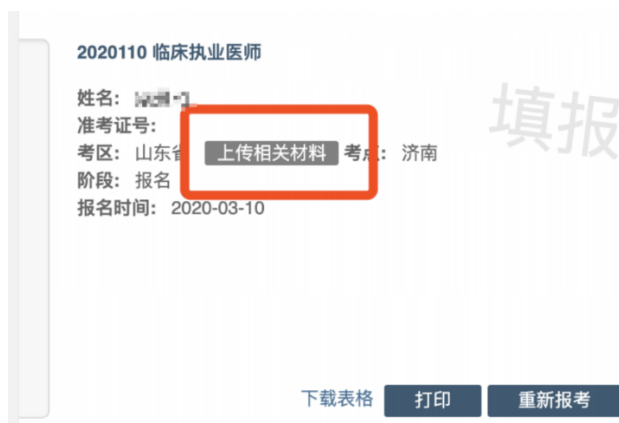 2020110 临床执业医师
填报
姓名:
准考证号:
考区: 山东省 上传相关材料 考点: 济南
阶段: 报名
报名时间: 2020-03-10
下载表格 打印 重新报考